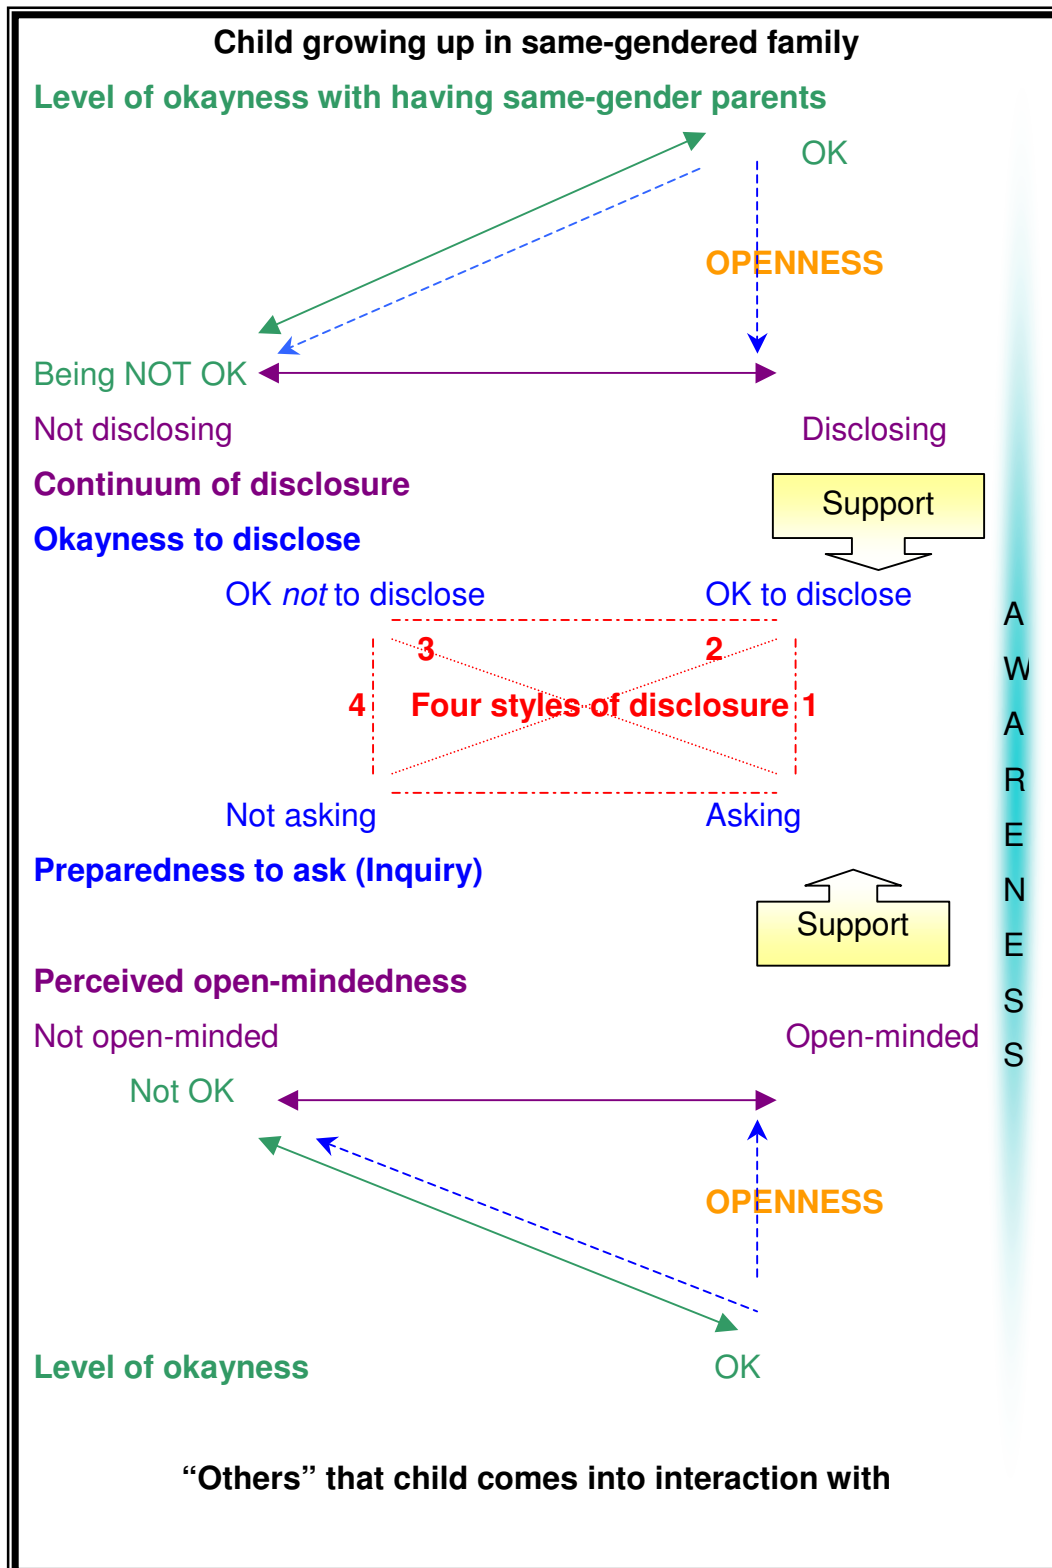 Child growing up in same-gendered family
Level of okayness with having same-gender parents
OK
OPENNESS
Being NOT OK
Not disclosing Disclosing
Continuum of disclosure
Support
Okayness to disclose
OK not to disclose OK to disclose
3 2
4 Four styles of disclosure 1
Not asking Asking
Preparedness to ask (Inquiry)
Support
Perceived open-mindedness
Not open-minded Open-minded
Not OK
OPENNESS
Level of okayness OK
“Others” that child comes into interaction with
A
W
A
R
E
N
E
S
S